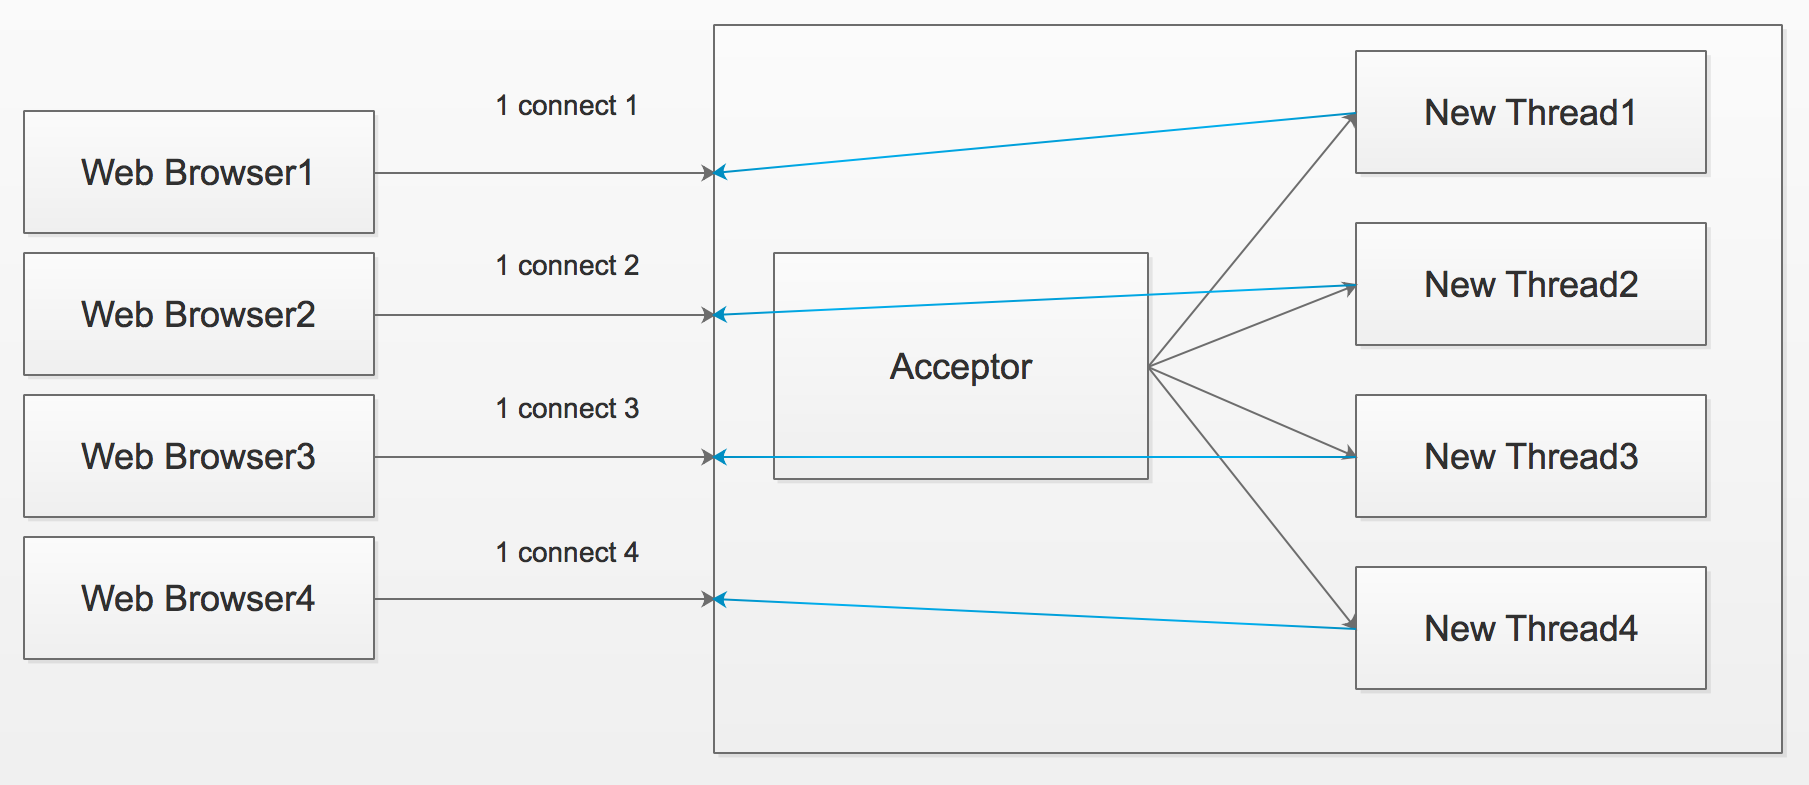 1 connect 1
Web Browser1
1 connect 2
Web Browser2
1 connect 3
Web Browser3
1 connect 4
Web Browser4
Acceptor
New Thread1
New Thread2
New Thread3
New Thread4